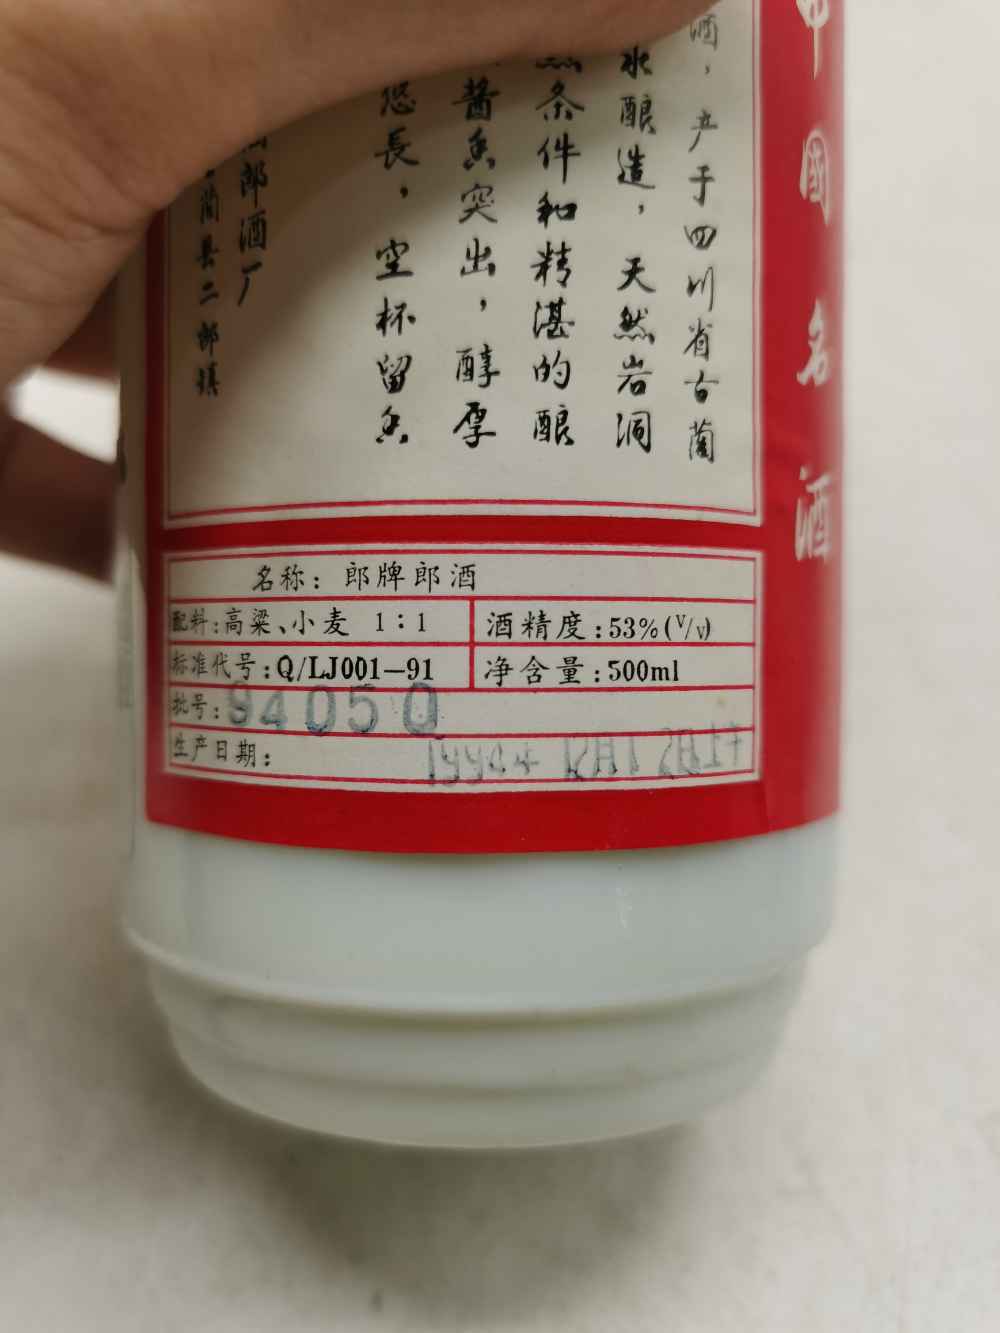 中國名酒
酒，产于四川省古蔺
水酿造，天然岩洞
然条件和精湛的酿
酱香突出，醇厚
悠長，空杯留香
郎酒厂
蔺县二郎镇
名称：郎牌郎酒
配料：高粱、小麦 1：1
酒精度：53%(V/V)
标准代号：Q/LJ001—91
净含量：500ml
批号：94050
生产日期：